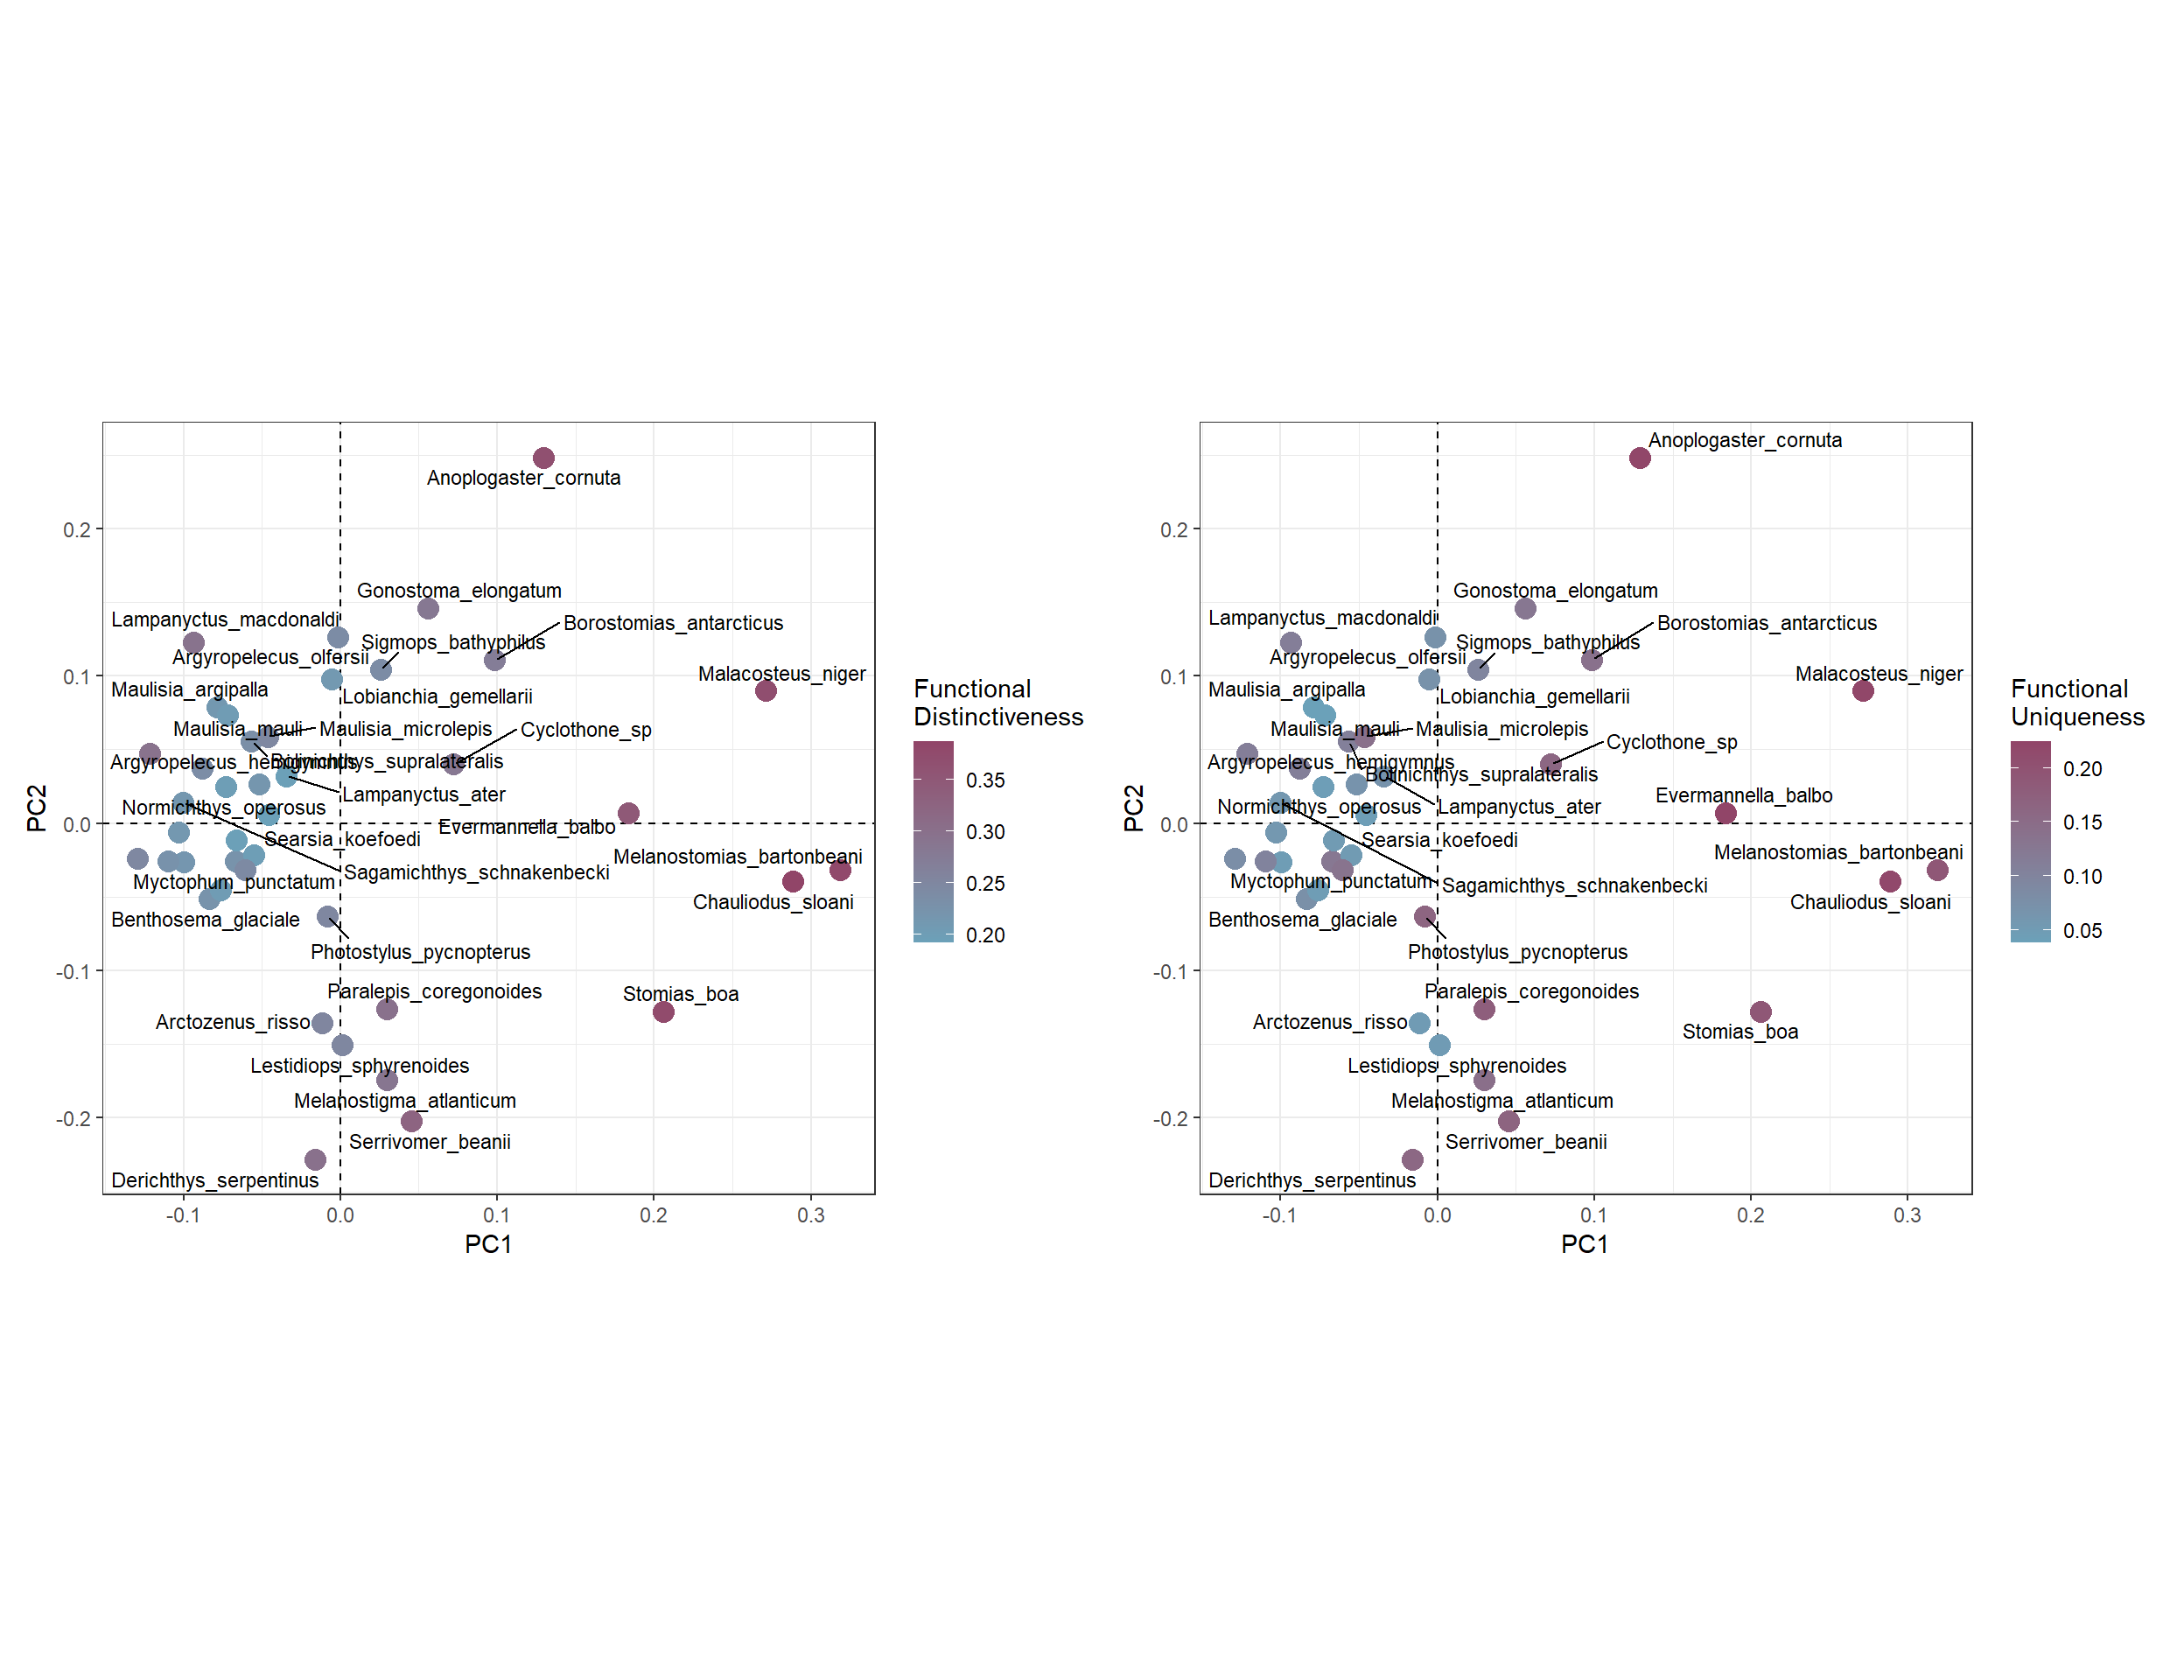 Anoplogaster_cornuta
Gonostoma_elongatum
Lampanyctus_macdonaldi
Borostomias_antarcticus
Sigmops_bathyphilus
Argyropelecus_olfersii
Malacosteus_niger
Maulisia_argipalla
Lobianchia_gemellarii
Maulisia_mauli
Maulisia_microlepis
Cyclothone_sp
Argyropelecus_hemigymnus
Bolinichthys_supralateralis
Lampanyctus_ater
Normichthys_operosus
Evermannella_balbo
Searsia_koefoedi
Melanostomias_bartonbeani
Sagamichthys_schnakenbecki
Myctophum_punctatum
Chauliodus_sloani
Benthosema_glaciale
Photostylus_pycnopterus
Paralepis_coregonoides
Stomias_boa
Arctozenus_risso
Lestidiops_sphyrenoides
Melanostigma_atlanticum
Serrivomer_beanii
Derichthys_serpentinus
0.2
0.1
0.0
-0.1
-0.2
PC2
-0.1 0.0 0.1 0.2 0.3
PC1
Functional
Distinctiveness
0.35
0.30
0.25
0.20
Anoplogaster_cornuta
Gonostoma_elongatum
Lampanyctus_macdonaldi
Borostomias_antarcticus
Sigmops_bathyphilus
Argyropelecus_olfersii
Malacosteus_niger
Maulisia_argipalla
Lobianchia_gemellarii
Maulisia_mauli
Maulisia_microlepis
Cyclothone_sp
Argyropelecus_hemigymnus
Bolinichthys_supralateralis
Evermannella_balbo
Normichthys_operosus
Lampanyctus_ater
Searsia_koefoedi
Melanostomias_bartonbeani
Myctophum_punctatum
Sagamichthys_schnakenbecki
Chauliodus_sloani
Benthosema_glaciale
Photostylus_pycnopterus
Paralepis_coregonoides
Arctozenus_risso
Stomias_boa
Lestidiops_sphyrenoides
Melanostigma_atlanticum
Serrivomer_beanii
Derichthys_serpentinus
0.2
0.1
0.0
-0.1
-0.2
PC2
-0.1 0.0 0.1 0.2 0.3
PC1
Functional
Uniqueness
0.20
0.15
0.10
0.05